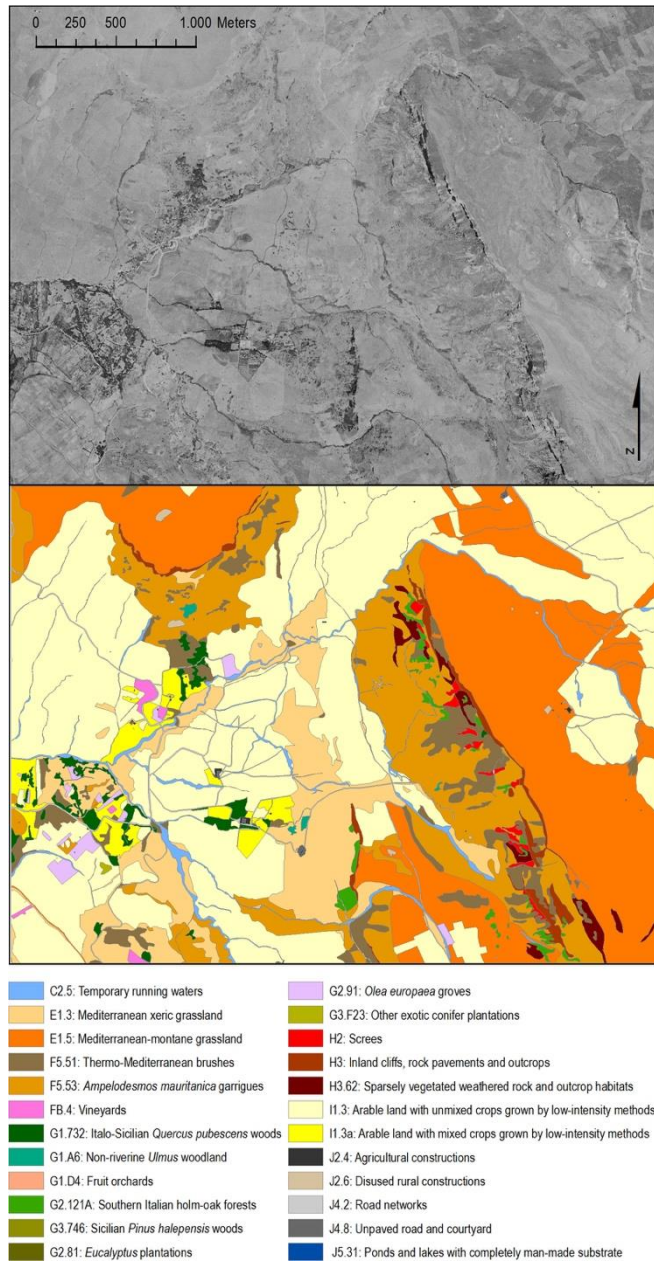 0 250 500 1.000 Meters
N
C2.5: Temporary running waters
E1.3: Mediterranean xeric grassland
E1.5: Mediterranean-montane grassland
F5.51: Thermo-Mediterranean brushes
F5.53: Ampelodesmos mauritanica garrigues
FB.4: Vineyards
G1.732: Italo-Sicilian Quercus pubescens woods
G1.A6: Non-riverine Ulmus woodland
G1.D4: Fruit orchards
G2.121A: Southern Italian holm-oak forests
G3.746: Sicilian Pinus halepensis woods
G2.81: Eucalyptus plantations
G2.91: Olea europaea groves
G3.F23: Other exotic conifer plantations
H2: Screes
H3: Inland cliffs, rock pavements and outcrops
H3.62: Sparsely vegetated weathered rock and outcrop habitats
I1.3: Arable land with unmixed crops grown by low-intensity methods
I1.3a: Arable land with mixed crops grown by low-intensity methods
J2.4: Agricultural constructions
J2.6: Disused rural constructions
J4.2: Road networks
J4.8: Unpaved road and courtyard
J5.31: Ponds and lakes with completely man-made substrate